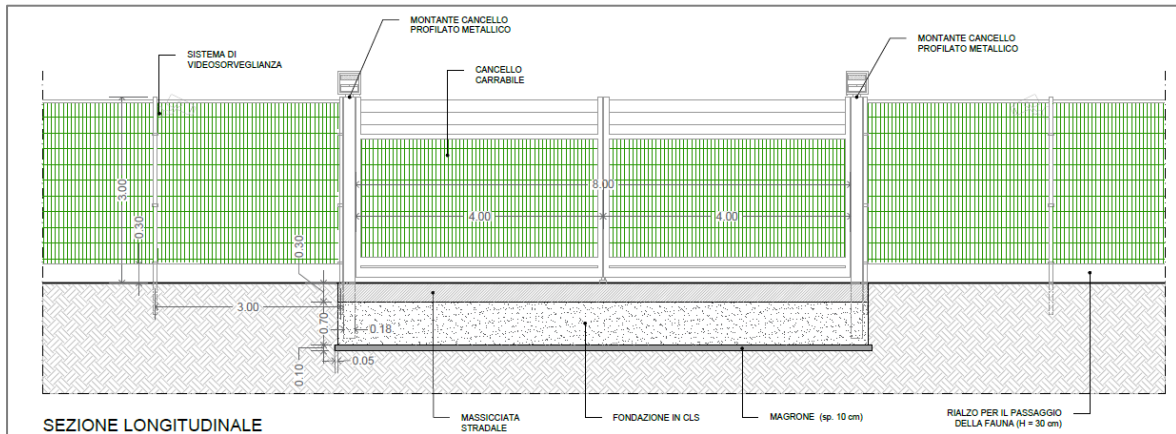 MONTANTE CANCELLO
PROFILATO METALLICO
MONTANTE CANCELLO
PROFILATO METALLICO
SISTEMA DI
VIDEOSORVEGLIANZA
CANCELLO
CARRABILE
3.00
8.00
4.00
4.00
0.30
0.30
3.00
0.70
0.18
0.10
0.05
SEZIONE LONGITUDINALE
MASSICCIATA
STRADALE
FONDAZIONE IN CLS
MAGRONE (sp. 10 cm)
RIALZO PER IL PASSAGGIO
DELLA FAUNA (H = 30 cm)